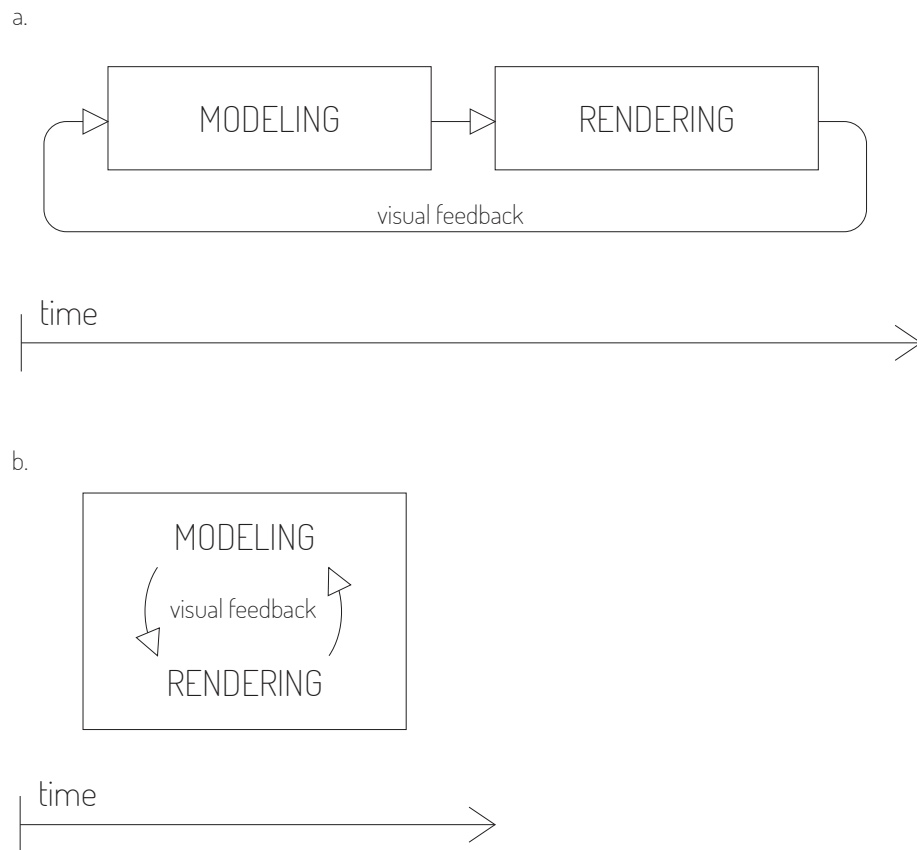 a.
MODELING
RENDERING
visual feedback
time
b.
MODELING
visual feedback
RENDERING
time